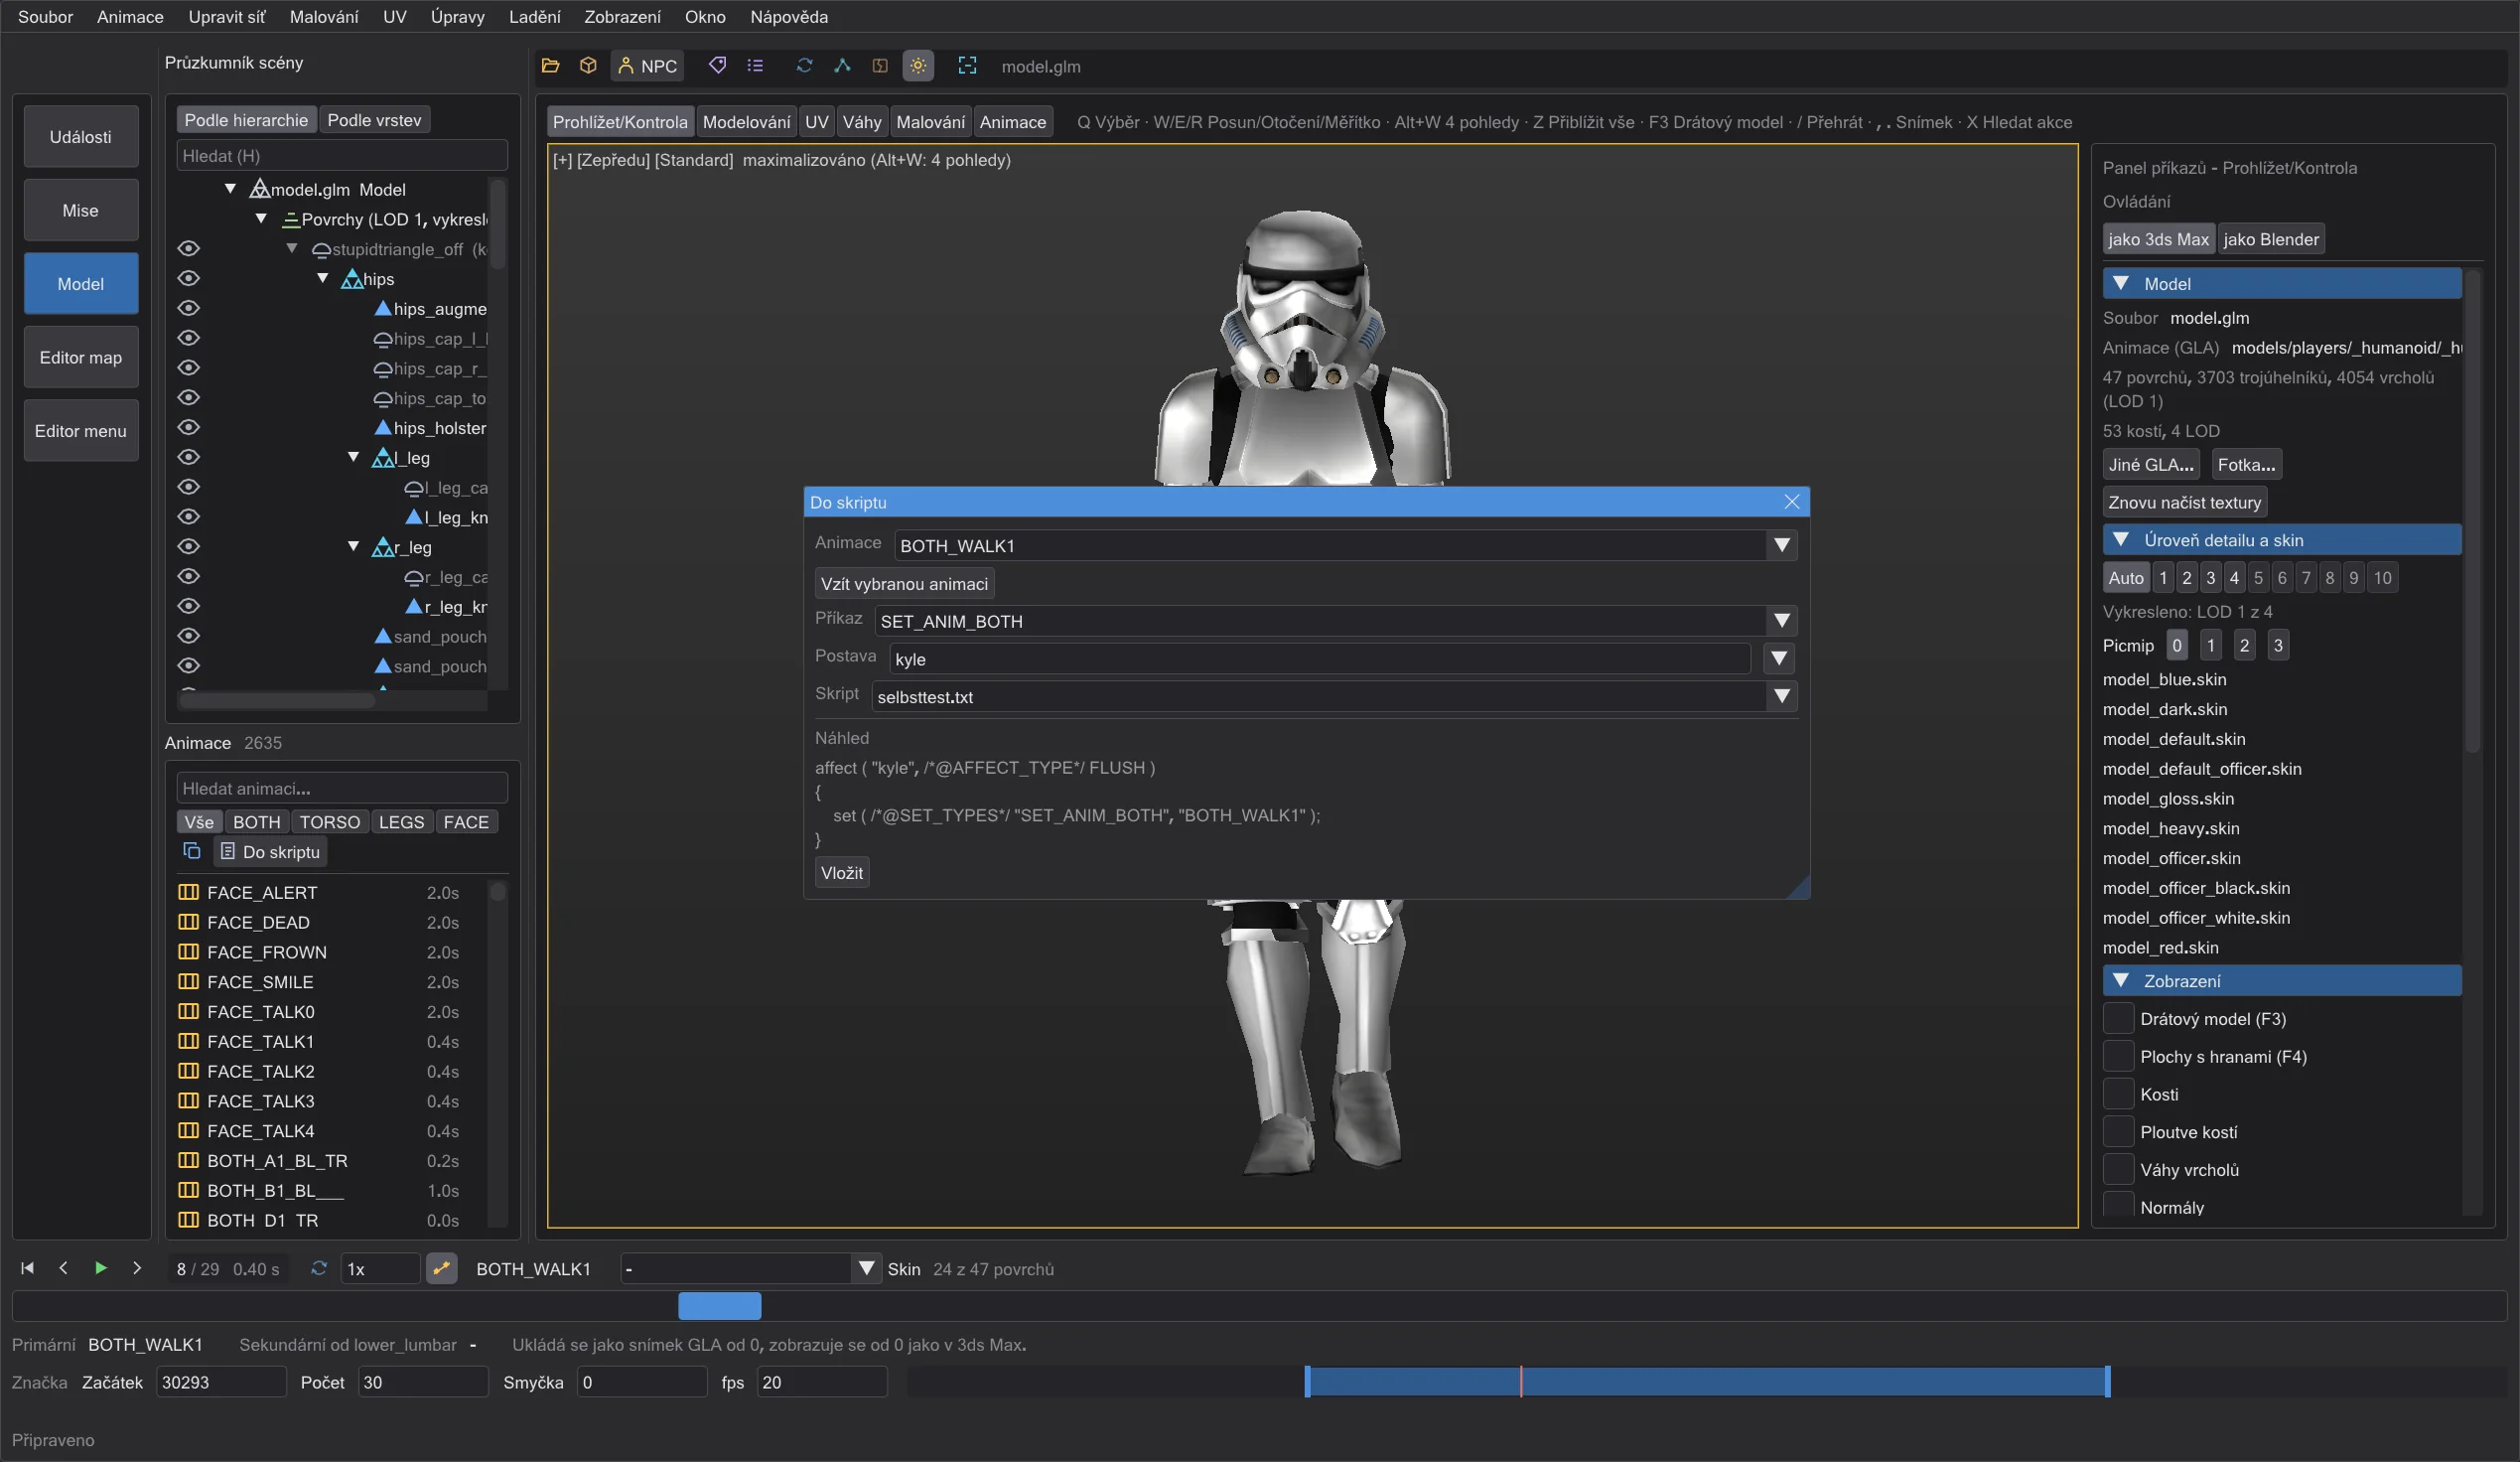 Soubor Animace Upravit síť Malování UV Úpravy Ladění Zobrazení Okno Nápověda
Průzkumník scény
NPC model.glm
Události
Mise
Model
Editor map
Editor menu
Podle hierarchie Podle vrstev
Hledat (H)
model.glm Model
Povrchy (LOD 1, vykresl
stupidtriangle_off (k
hips
hips_augme
hips_cap_l_
hips_cap_r_
hips_cap_to
hips_holster
l_leg
l_leg_ca
l_leg_kn
r_leg
r_leg_ca
r_leg_kr
sand_pouch
sand_pouch
Animace 2635
Hledat animaci...
Vše BOTH TORSO LEGS FACE
Do skriptu
FACE_ALERT 2.0s
FACE_DEAD 2.0s
FACE_FROWN 2.0s
FACE_SMILE 2.0s
FACE_TALK0 2.0s
FACE_TALK1 0.4s
FACE_TALK2 0.4s
FACE_TALK3 0.4s
FACE_TALK4 0.4s
BOTH_A1_BL_TR 0.2s
BOTH_B1_BL___ 1.0s
BOTH_D1_TR 0.0s
Prohlížet/Kontrola Modelování UV Váhy Malování Animace Q Výběr · W/E/R Posun/Otočení/Měřítko · Alt+W 4 pohledy · Z Přiblížit vše · F3 Drátový model · / Přehrát · , . Snímek · X Hledat akce
[+] [Zepředu] [Standard] maximalizováno (Alt+W: 4 pohledy)
Do skriptu
Animace BOTH_WALK1
Vzít vybranou animaci
Příkaz SET_ANIM_BOTH
Postava kyle
Skript selbsttest.txt
Náhled
affect ( "kyle", /*@AFFECT_TYPE*/ FLUSH )
{
set ( /*@SET_TYPES*/ "SET_ANIM_BOTH", "BOTH_WALK1" );
}
Vložit
Panel příkazů - Prohlížet/Kontrola
Ovládání
jako 3ds Max jako Blender
Model
Soubor model.glm
Animace (GLA) models/players/_humanoid/_h
47 povrchů, 3703 trojúhelníků, 4054 vrcholů
(LOD 1)
53 kostí, 4 LOD
Jiné GLA... Fotka...
Znovu načíst textury
Úroveň detailu a skin
Auto 1 2 3 4 5 6 7 8 9 10
Vykresleno: LOD 1 z 4
Picmip 0 1 2 3
model_blue.skin
model_dark.skin
model_default.skin
model_default_officer.skin
model_gloss.skin
model_heavy.skin
model_officer.skin
model_officer_black.skin
model_officer_white.skin
model_red.skin
Zobrazení
Drátový model (F3)
Plochy s hranami (F4)
Kosti
Ploutve kostí
Váhy vrcholů
Normály
8 / 29 0.40 s 1x BOTH_WALK1 - Skin 24 z 47 povrchů
Primární BOTH_WALK1 Sekundární od lower_lumbar - Ukládá se jako snímek GLA od 0, zobrazuje se od 0 jako v 3ds Max.
Značka Začátek 30293 Počet 30 Smyčka 0 fps 20
Připraveno